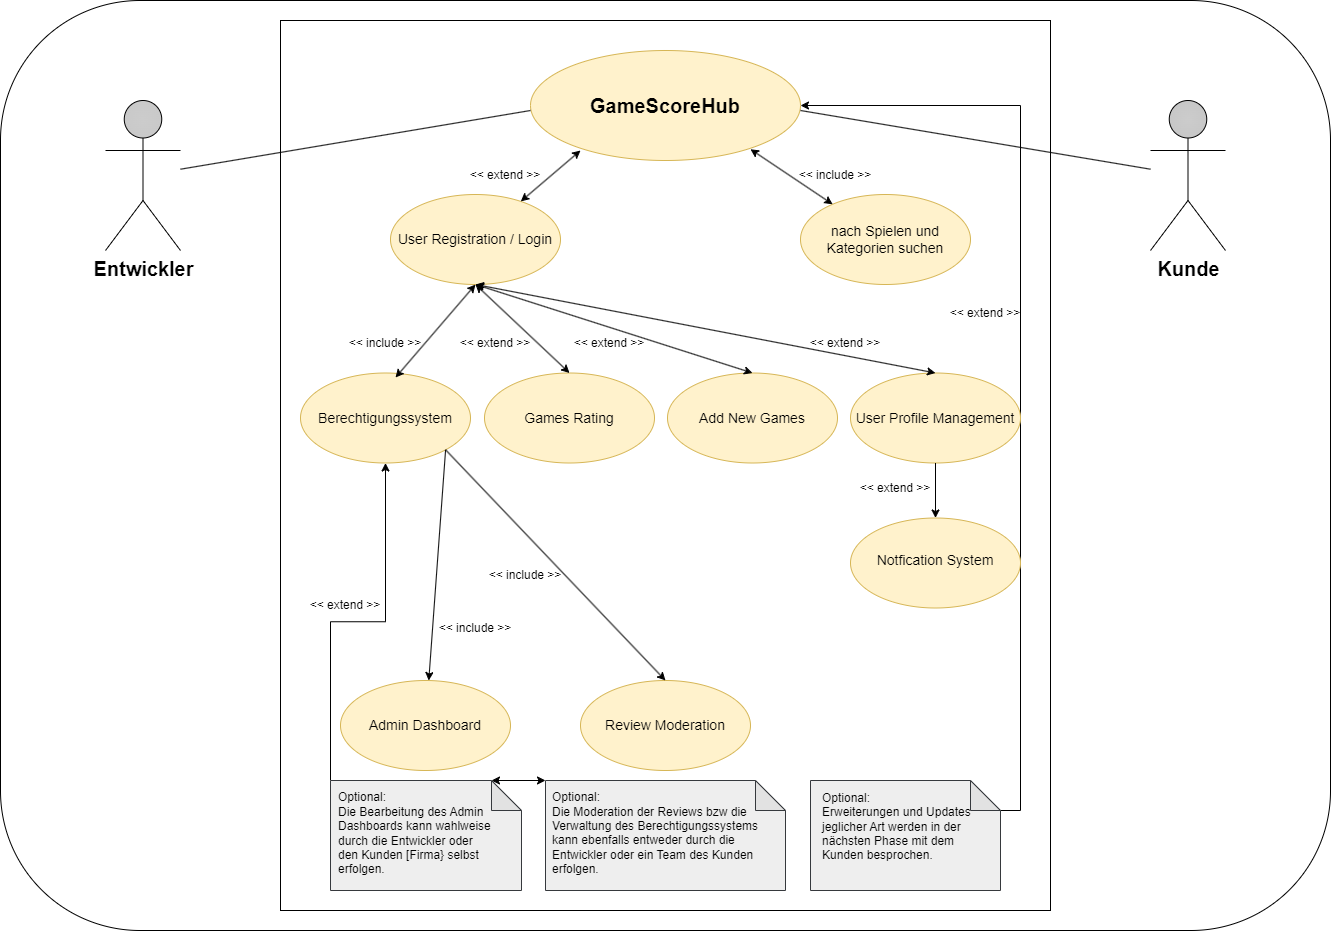 GameScoreHub
<< extend >>
<< include >>
User Registration / Login
nach Spielen und
Kategorien suchen
Entwickler
Kunde
<< extend >>
<< include >>
<< extend >>
<< extend >>
<< extend >>
Berechtigungssystem
Games Rating
Add New Games
User Profile Management
<< extend >>
Notfication System
<< include >>
<< extend >>
<< include >>
Admin Dashboard
Review Moderation
Optional:
Die Bearbeitung des Admin
Dashboards kann wahlweise
durch die Entwickler oder
den Kunden [Firma} selbst
erfolgen.
Optional:
Die Moderation der Reviews bzw die
Verwaltung des Berechtigungssystems
kann ebenfalls entweder durch die
Entwickler oder ein Team des Kunden
erfolgen.
Optional:
Erweiterungen und Updates
jeglicher Art werden in der
nächsten Phase mit dem
Kunden besprochen.